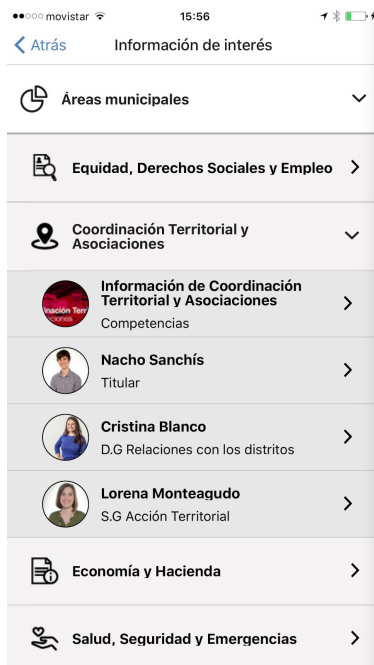 movistar 15:56
Atrás Información de interés
Áreas municipales
Equidad, Derechos Sociales y Empleo
Coordinación Territorial y
Asociaciones
Información de Coordinación
Territorial y Asociaciones
Competencias
Nacho Sanchís
Titular
Cristina Blanco
D.G Relaciones con los distritos
Lorena Monteagudo
S.G Acción Territorial
Economía y Hacienda
Salud, Seguridad y Emergencias